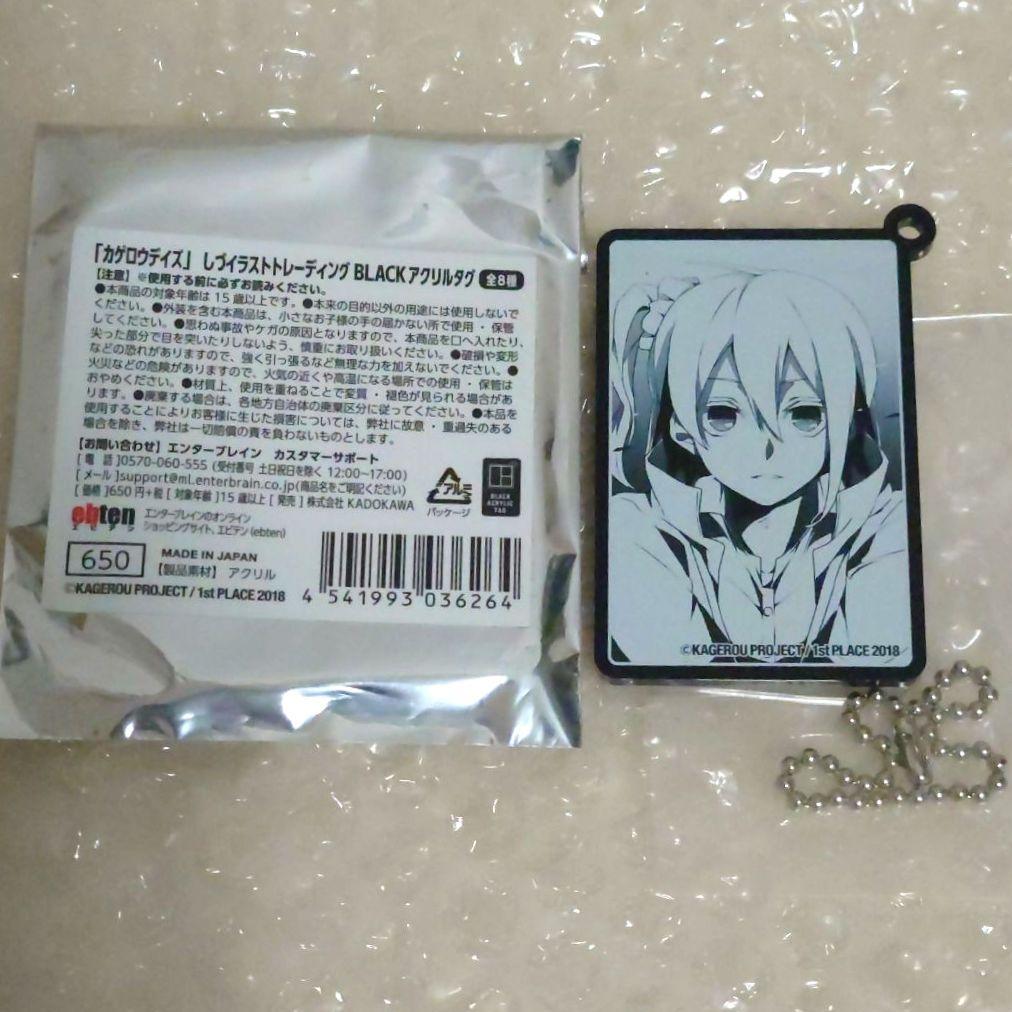 「カゲロウデイズ」 しづイラストトレーディング BLACKアクリルタグ 全8種
【注意】※使用する前に必ずお読みください。
●本商品の対象年齢は15歳以上です。●本来の目的以外の用途には使用しないで
ください。●外装を含む本商品は、小さなお子様の手の届かない所で使用・保管
してください。●思わぬ事故やケガの原因となりますので、本商品を口へ入れたり、
尖った部分で目を突いたりしないよう、慎重にお取り扱いください。●破損や変形
などの恐れがありますので、強く引っ張るなど無理な力を加えないでください。●
火災などの危険がありますので、火気の近くや高温になる場所での使用・保管は
おやめください。●材質上、使用を重ねることで変質・褪色が見られる場合があ
ります。●廃棄する場合は、各地方自治体の廃棄区分に従ってください。●本品を
使用することによりお客様に生じた損害については、弊社に故意・重過失のある
場合を除き、弊社は一切賠償の責を負わないものとします。
【お問い合わせ】エンターブレイン カスタマーサポート
[電 話]0570-060-555(受付番号 土日祝日を除く 12:00~17:00)
[メール]support@ml.enterbrain.co.jp(商品名をご明記ください)
[価格]650円+税[対象年齢]15歳以上[発売]株式会社 KADOKAWA
アルミ
パッケージ
BLACK
ACRYLIC
TAG
ebten
エンターブレインのオンライン
ショッピングサイト、エビテン(ebten)
650
MADE IN JAPAN
【製品素材】 アクリル
©KAGEROU PROJECT / 1st PLACE 2018
4 541993 036264
©KAGEROU PROJECT / 1st PLACE 2018